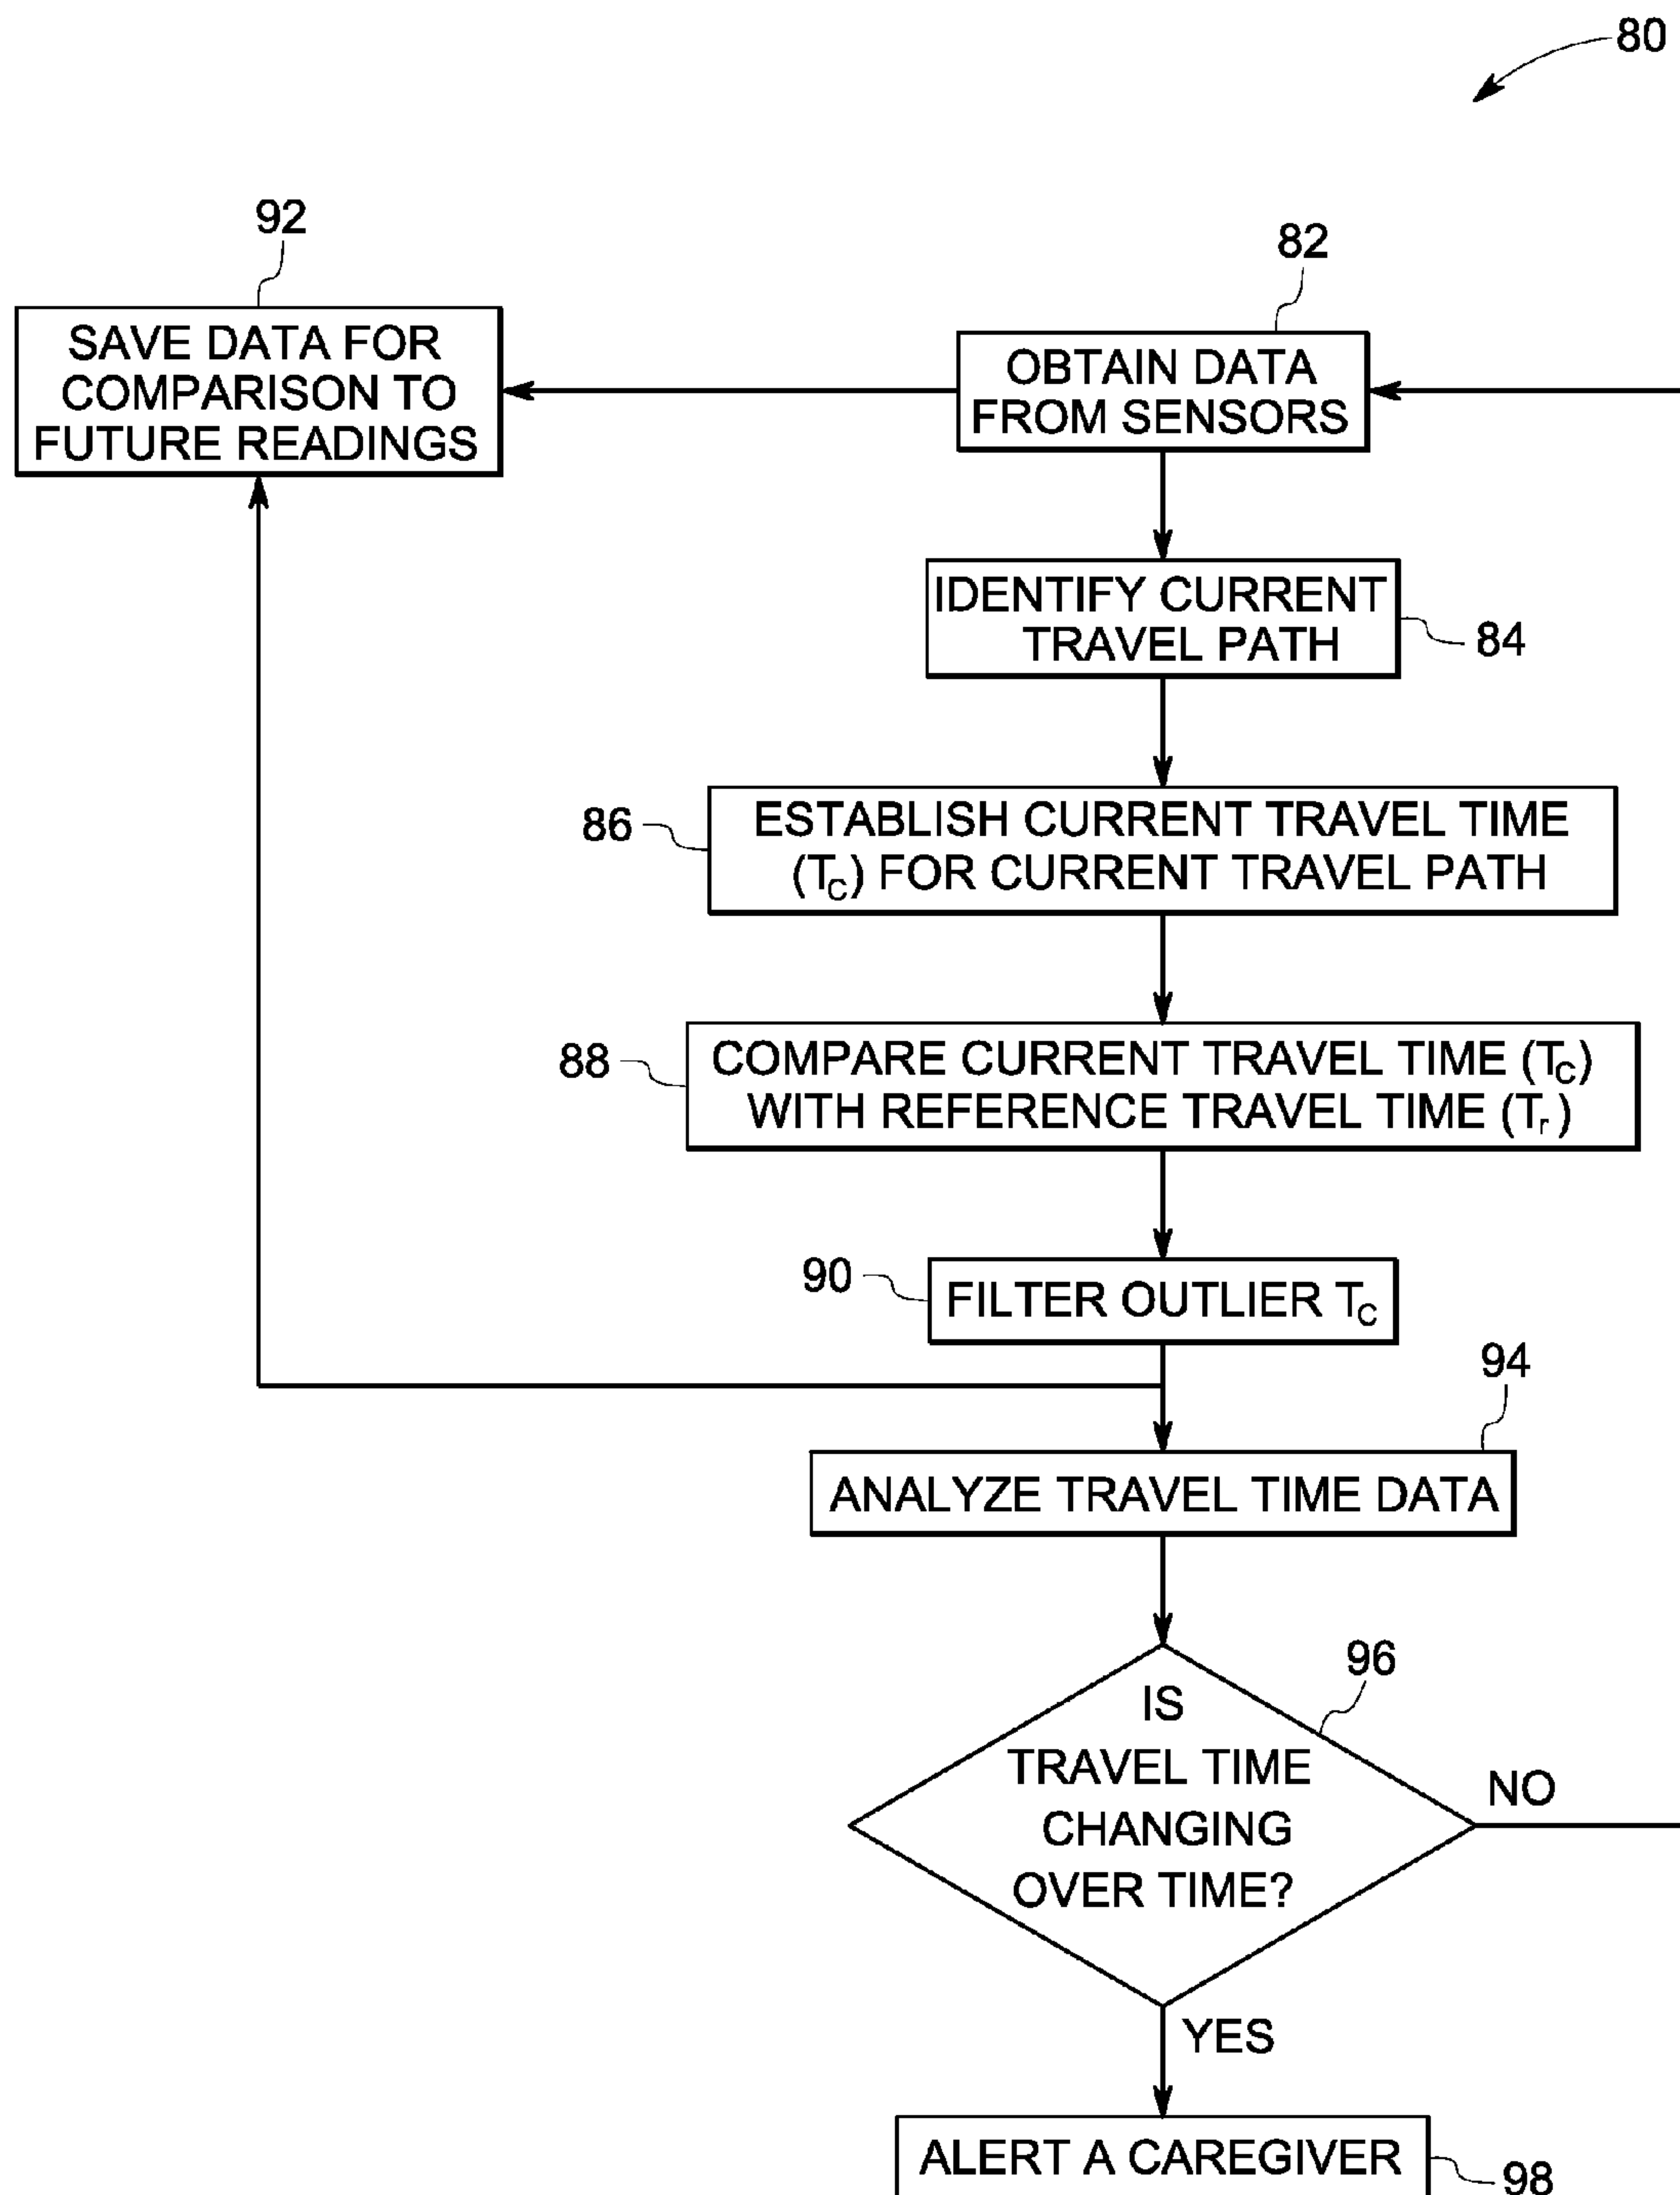 80
92
SAVE DATA FOR
COMPARISON TO
FUTURE READINGS
82
OBTAIN DATA
FROM SENSORS
IDENTIFY CURRENT
TRAVEL PATH
84
86
ESTABLISH CURRENT TRAVEL TIME
(TC) FOR CURRENT TRAVEL PATH
88
COMPARE CURRENT TRAVEL TIME (TC)
WITH REFERENCE TRAVEL TIME (Tr)
90
FILTER OUTLIER TC
94
ANALYZE TRAVEL TIME DATA
96
IS
TRAVEL TIME
CHANGING
OVER TIME?
NO
YES
ALERT A CAREGIVER
98